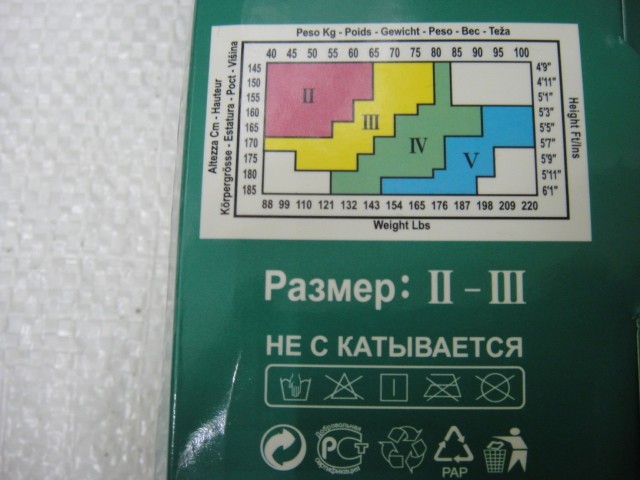 Peso Kg - Poids - Gewicht - Peso - Вес - Teža
40 45 50 55 60 65 70 75 80 85 90 95 100
Altezza Cm - Hauteur
Körpergrösse - Estatura - Рост - Višina
145 4'9"
150 4'11"
155 5'1"
160 5'3"
165 5'5"
170 5'7"
175 5'9"
180 5'11"
185 6'1"
II
III
IV
V
Height Ft/Ins
88 99 110 121 132 143 154 165 176 187 198 209 220
Weight Lbs
Размер: II - III
НЕ С КАТЫВАЕТСЯ
Добровольная
РСТ
сертификация
PAP